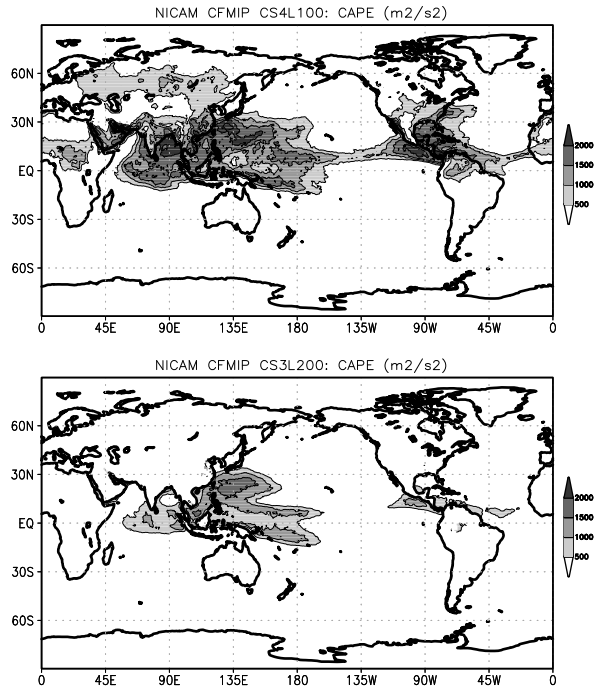 NICAM CFMIP CS4L100: CAPE (m2/s2)
60N
30N
EQ
30S
60S
0 45E 90E 135E 180 135W 90W 45W 0
2000
1500
1000
500
NICAM CFMIP CS3L200: CAPE (m2/s2)
60N
30N
EQ
30S
60S
0 45E 90E 135E 180 135W 90W 45W 0
2000
1500
1000
500